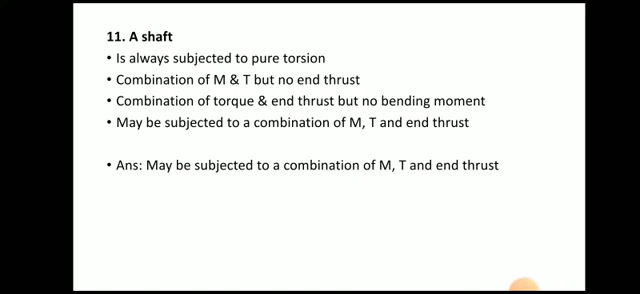 11. A shaft
• Is always subjected to pure torsion
• Combination of M & T but no end thrust
• Combination of torque & end thrust but no bending moment
• May be subjected to a combination of M, T and end thrust
• Ans: May be subjected to a combination of M, T and end thrust